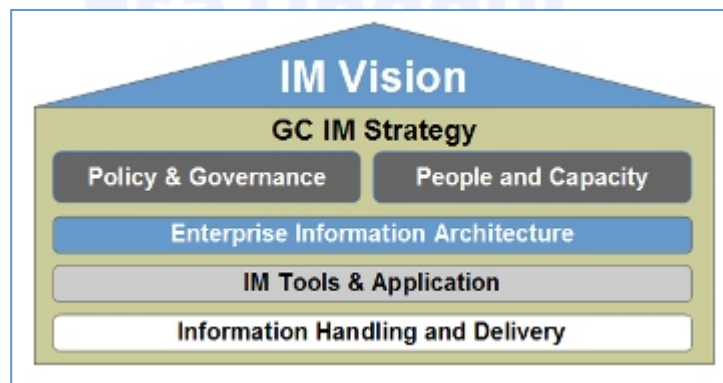 IM Vision
GC IM Strategy
Policy & Governance
People and Capacity
Enterprise Information Architecture
IM Tools & Application
Information Handling and Delivery